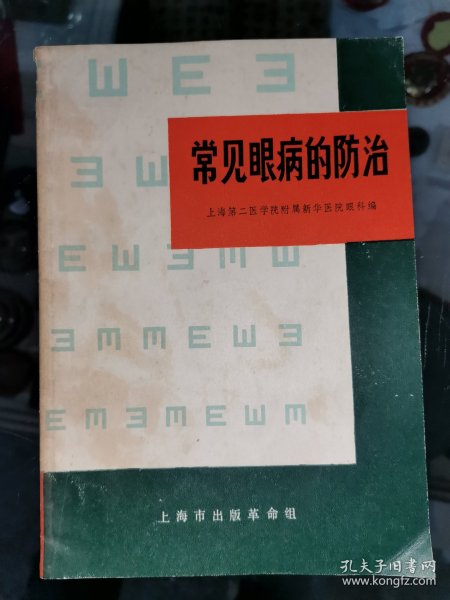 W E Ǝ
常见眼病的防治
上海第二医学院附属新华医院眼科编
Ǝ W
E W Ǝ M W
Ǝ M M E W Ǝ
E M Ǝ M E W M
上海市出版革命组
孔夫子旧书网
www.kongfz.com